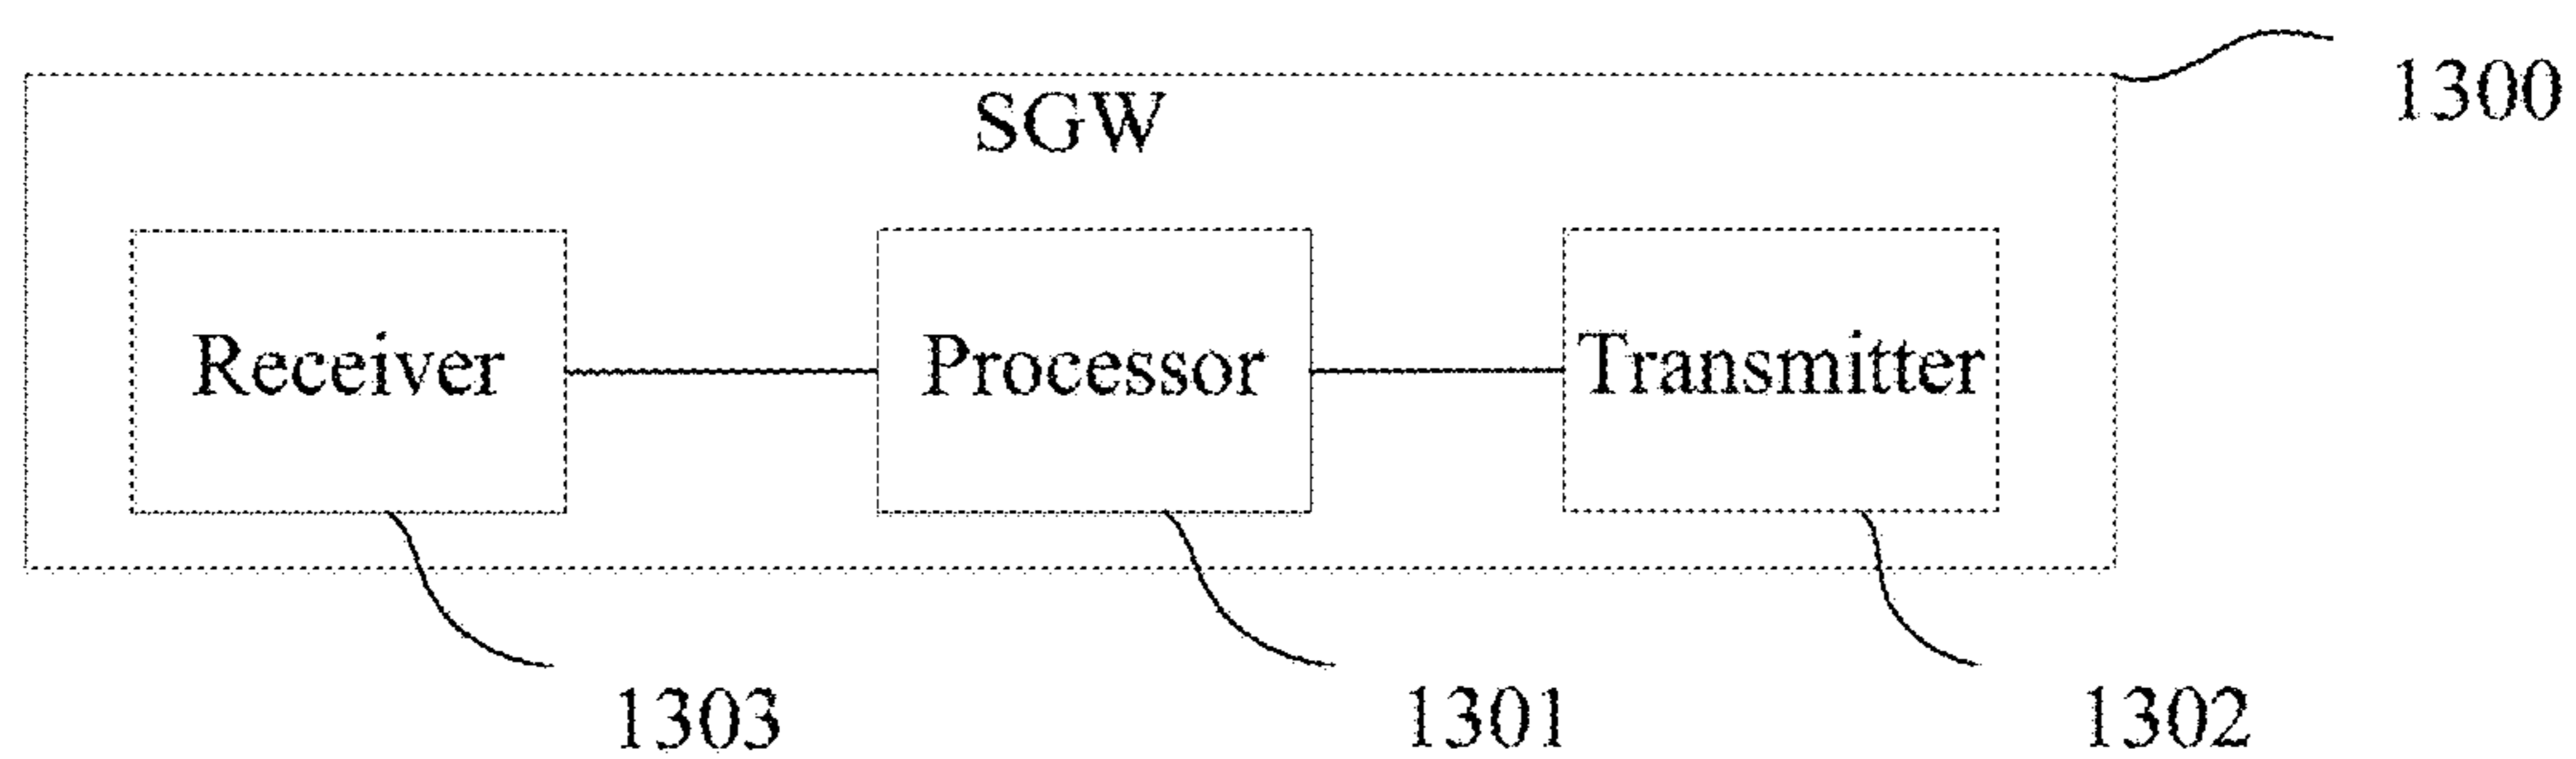 1300
SGW
Receiver Processor Transmitter
1303 1301 1302